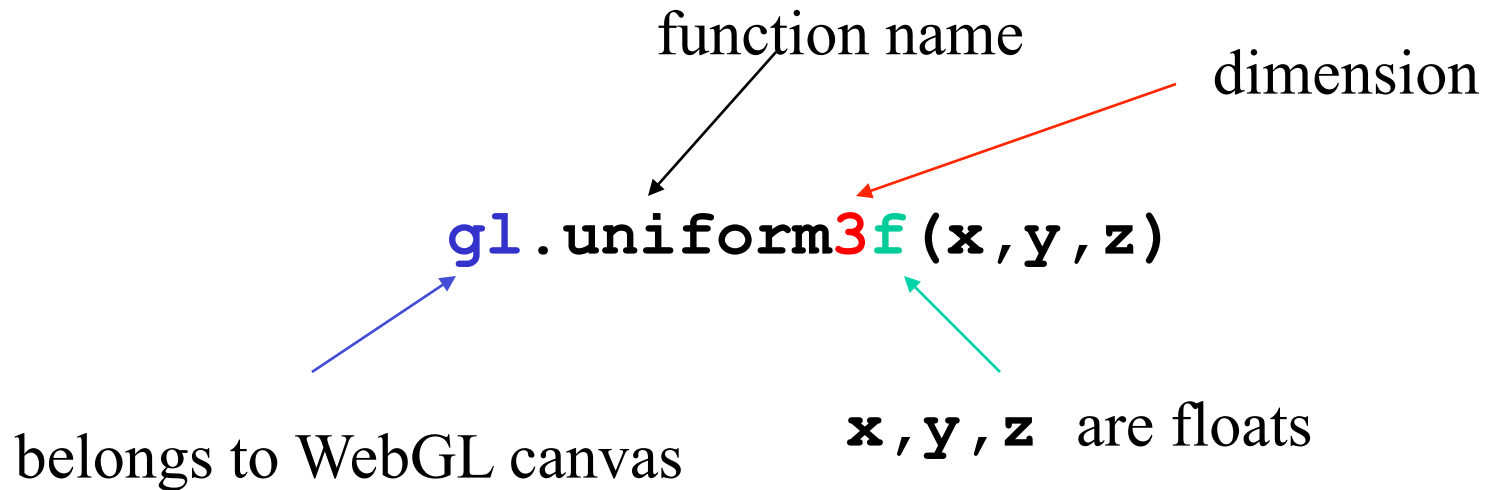 function name
dimension
gl.uniform3f(x,y,z)
belongs to WebGL canvas
x,y,z are floats